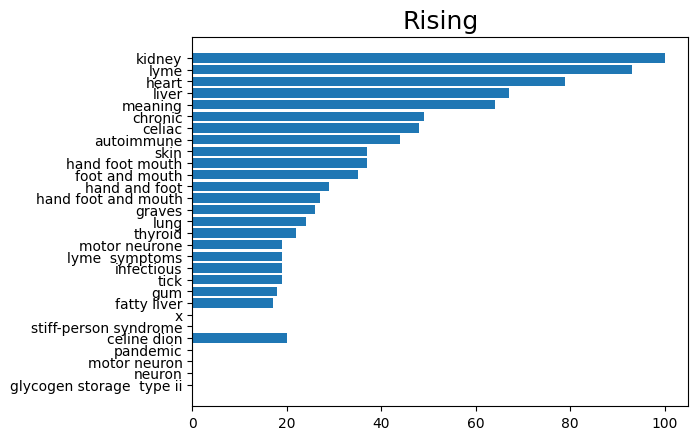 Rising
kidney
lyme
heart
liver
meaning
chronic
celiac
autoimmune
skin
hand foot mouth
foot and mouth
hand and foot
hand foot and mouth
graves
lung
thyroid
motor neurone
lyme  symptoms
infectious
tick
gum
fatty liver
x
stiff-person syndrome
celine dion
pandemic
motor neuron
neuron
glycogen storage  type ii
0 20 40 60 80 100